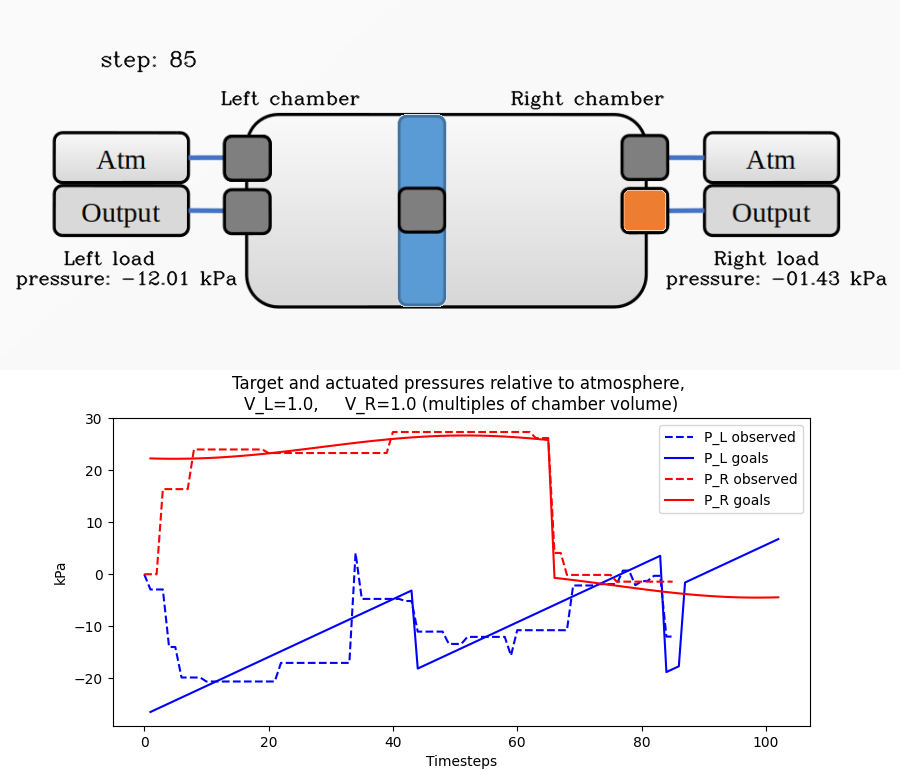 step: 85
Left chamber
Right chamber
Atm
Atm
Output
Output
Left load
pressure: −12.01 kPa
Right load
pressure: −01.43 kPa
Target and actuated pressures relative to atmosphere,
V_L=1.0,     V_R=1.0 (multiples of chamber volume)
30
20
10
0
−10
−20
kPa
P_L observed
P_L goals
P_R observed
P_R goals
0
20
40
60
80
100
Timesteps